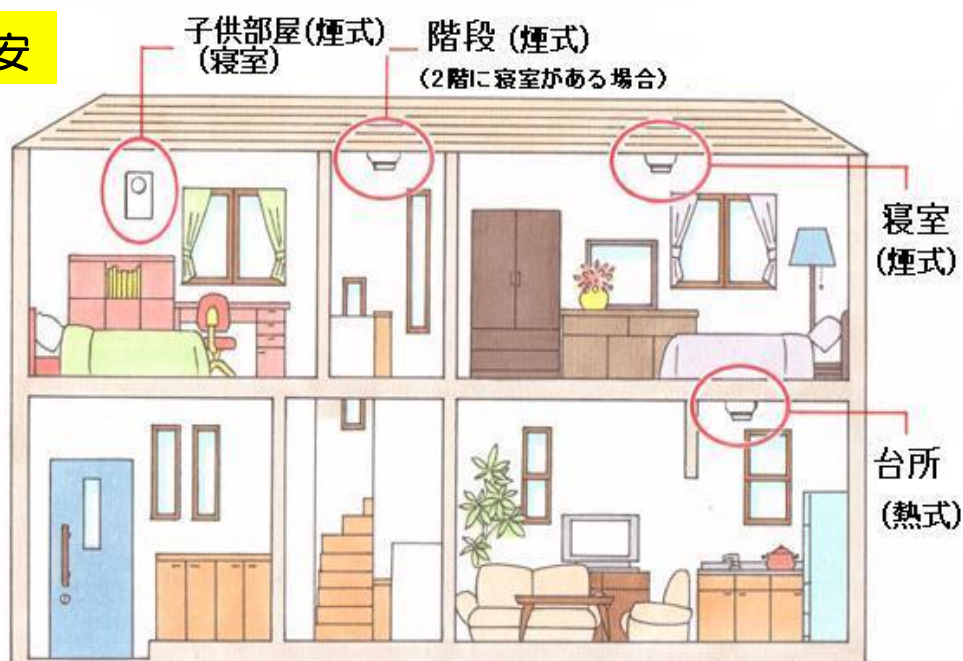 安
子供部屋(煙式)
(寝室)
階段 (煙式)
(2階に寝室がある場合)
寝室
(煙式)
台所
(熱式)